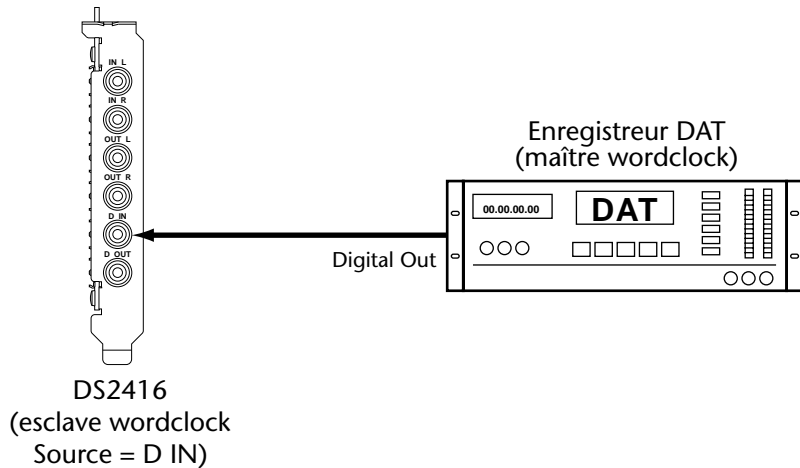 IN L
IN R
OUT L
OUT R
D IN
D OUT
DS2416
(esclave wordclock
Source = D IN)
Digital Out
Enregistreur DAT
(maître wordclock)
00.00.00.00
DAT